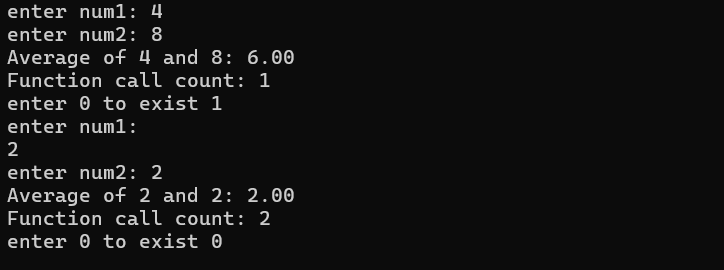 enter num1: 4
enter num2: 8
Average of 4 and 8: 6.00
Function call count: 1
enter 0 to exist 1
enter num1:
2
enter num2: 2
Average of 2 and 2: 2.00
Function call count: 2
enter 0 to exist 0